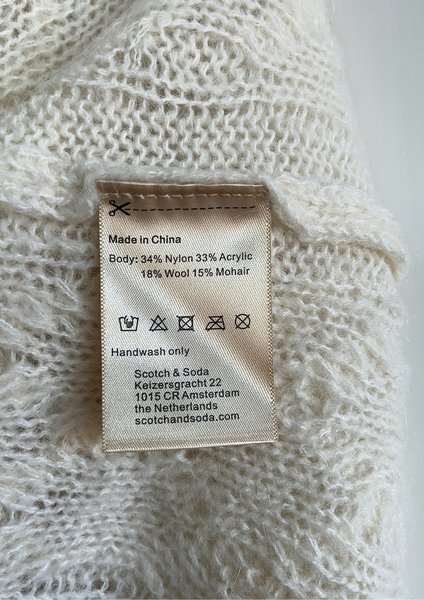 Made in China
Body: 34% Nylon 33% Acrylic
18% Wool 15% Mohair
Handwash only
Scotch & Soda
Keizersgracht 22
1015 CR Amsterdam
the Netherlands
scotchandsoda.com